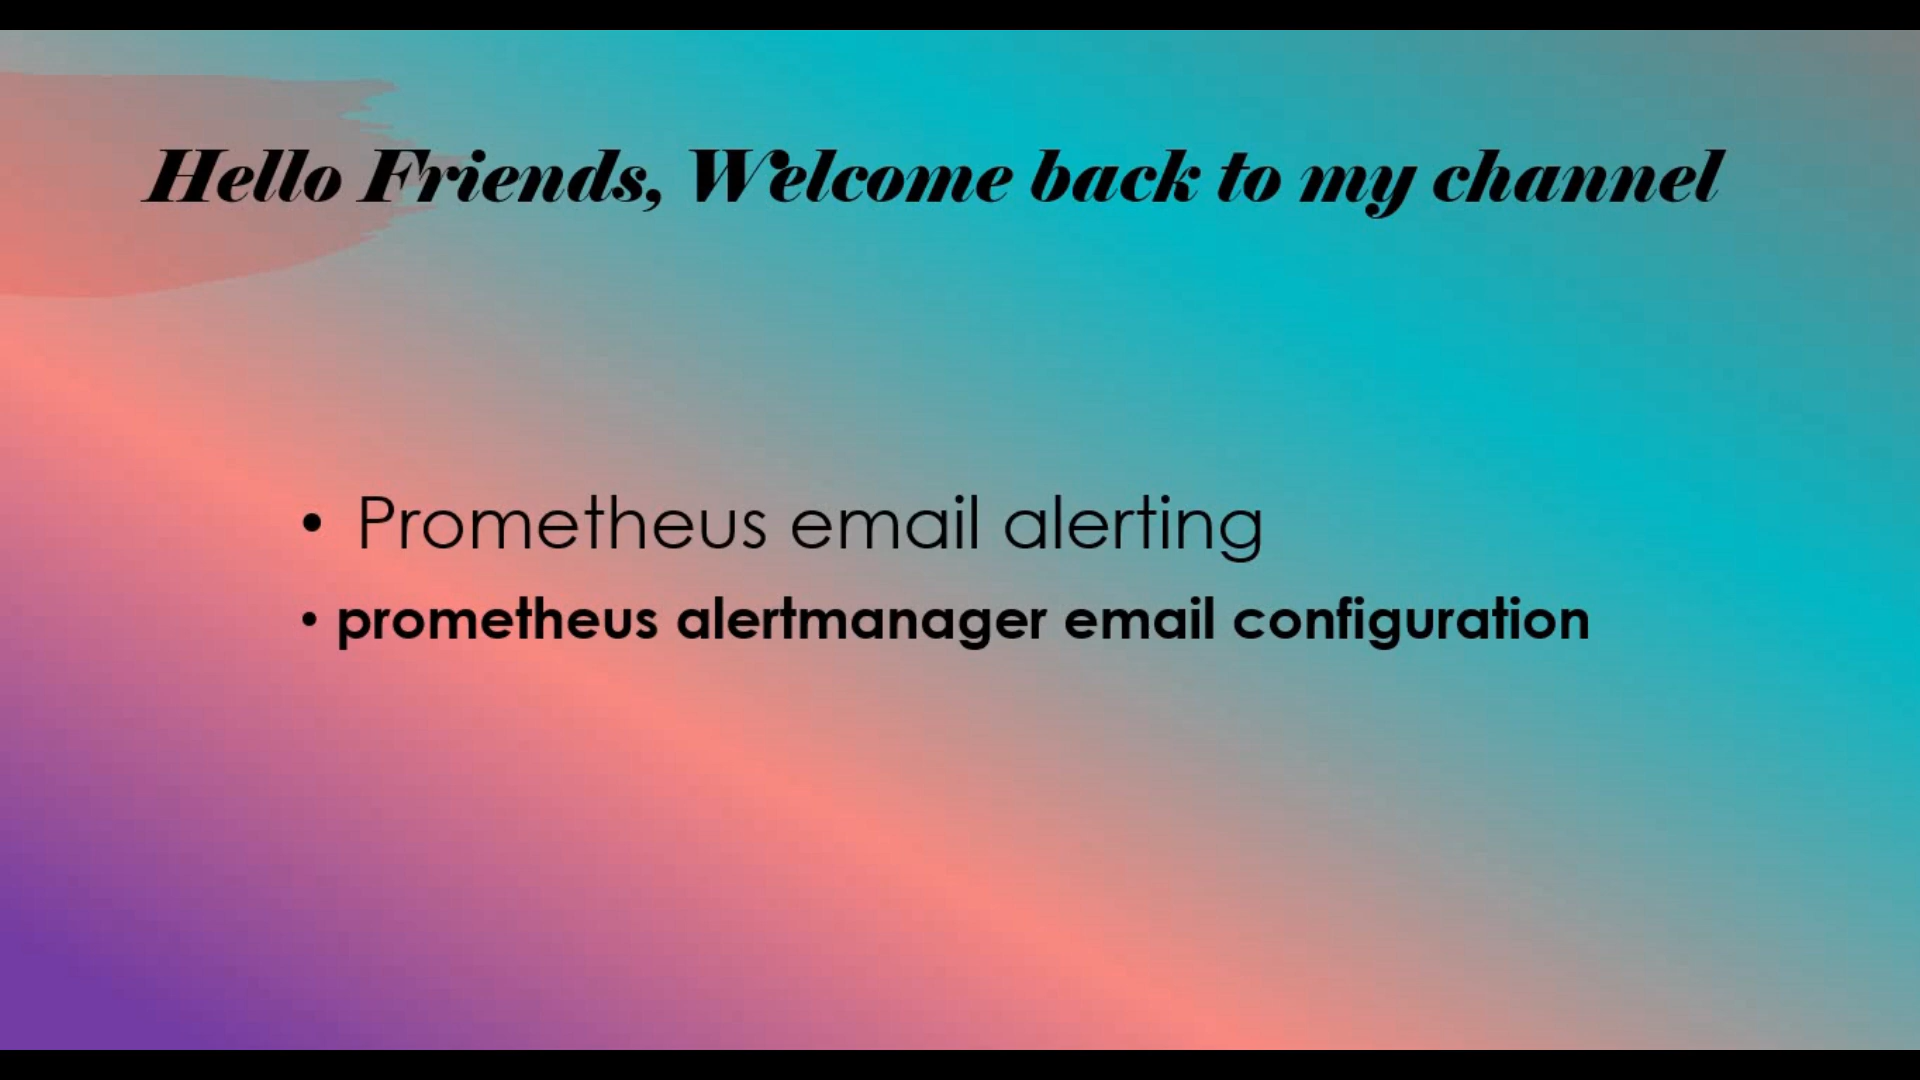 Hello Friends, Welcome back to my channel
• Prometheus email alerting
• prometheus alertmanager email configuration